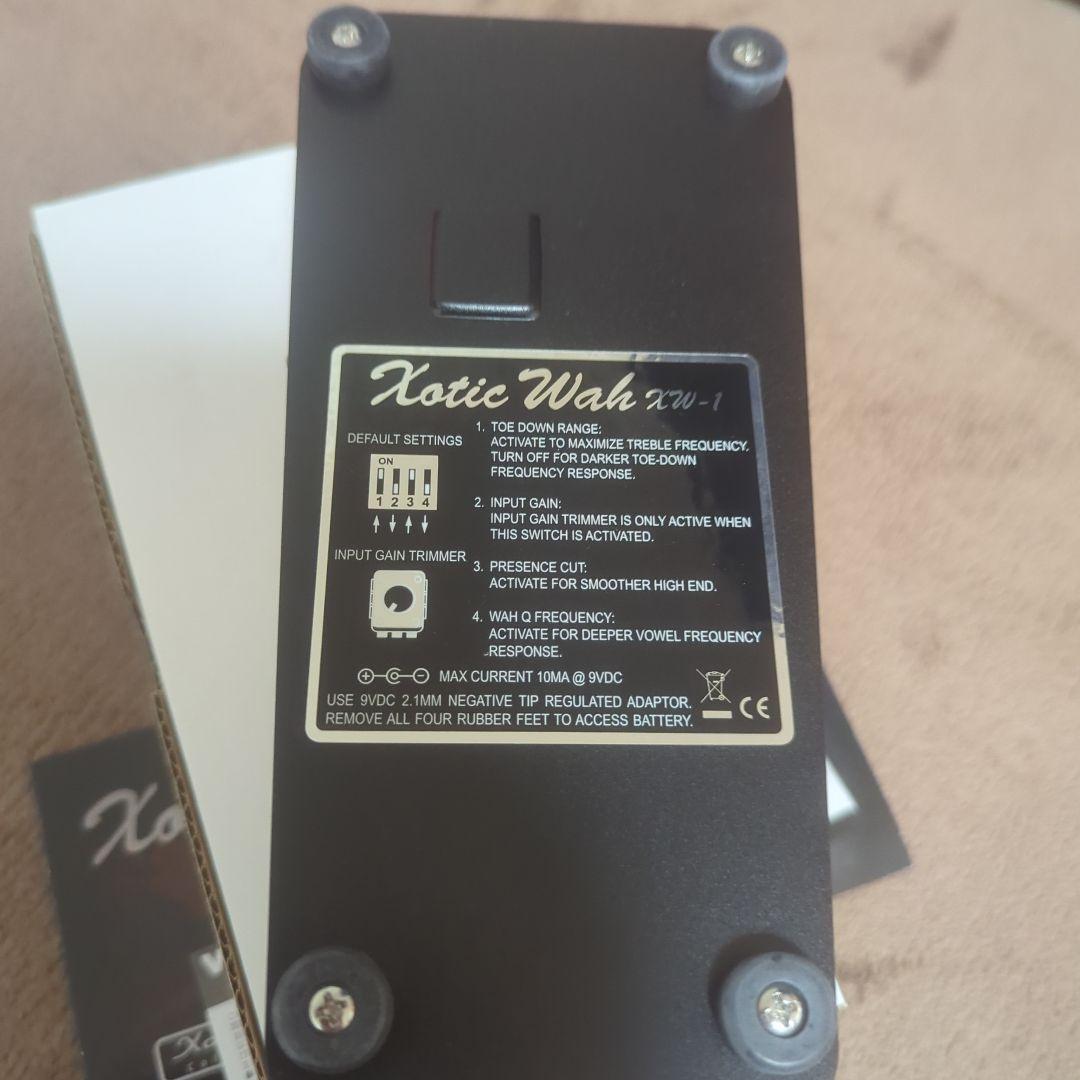 Xotic Wah XW-1
DEFAULT SETTINGS
ON
1 2 3 4
INPUT GAIN TRIMMER
1. TOE DOWN RANGE:
ACTIVATE TO MAXIMIZE TREBLE FREQUENCY.
TURN OFF FOR DARKER TOE-DOWN
FREQUENCY RESPONSE.
2. INPUT GAIN:
INPUT GAIN TRIMMER IS ONLY ACTIVE WHEN
THIS SWITCH IS ACTIVATED.
3. PRESENCE CUT:
ACTIVATE FOR SMOOTHER HIGH END.
4. WAH Q FREQUENCY:
ACTIVATE FOR DEEPER VOWEL FREQUENCY
RESPONSE.
MAX CURRENT 10MA @ 9VDC
USE 9VDC 2.1MM NEGATIVE TIP REGULATED ADAPTOR.
REMOVE ALL FOUR RUBBER FEET TO ACCESS BATTERY.
CE
Xo